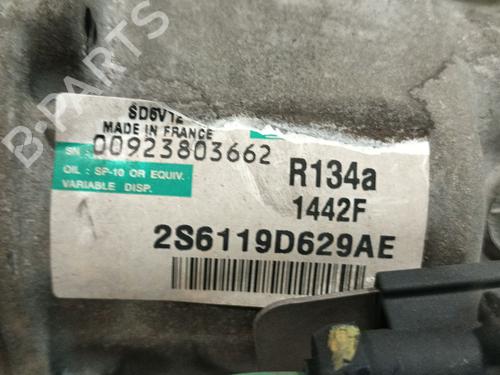 B-PARTS
SD6V12
MADE IN FRANCE
SN 00923803662
OIL : SP-10 OR EQUIV.
VARIABLE DISP.
R134a
1442F
2S6119D629AE